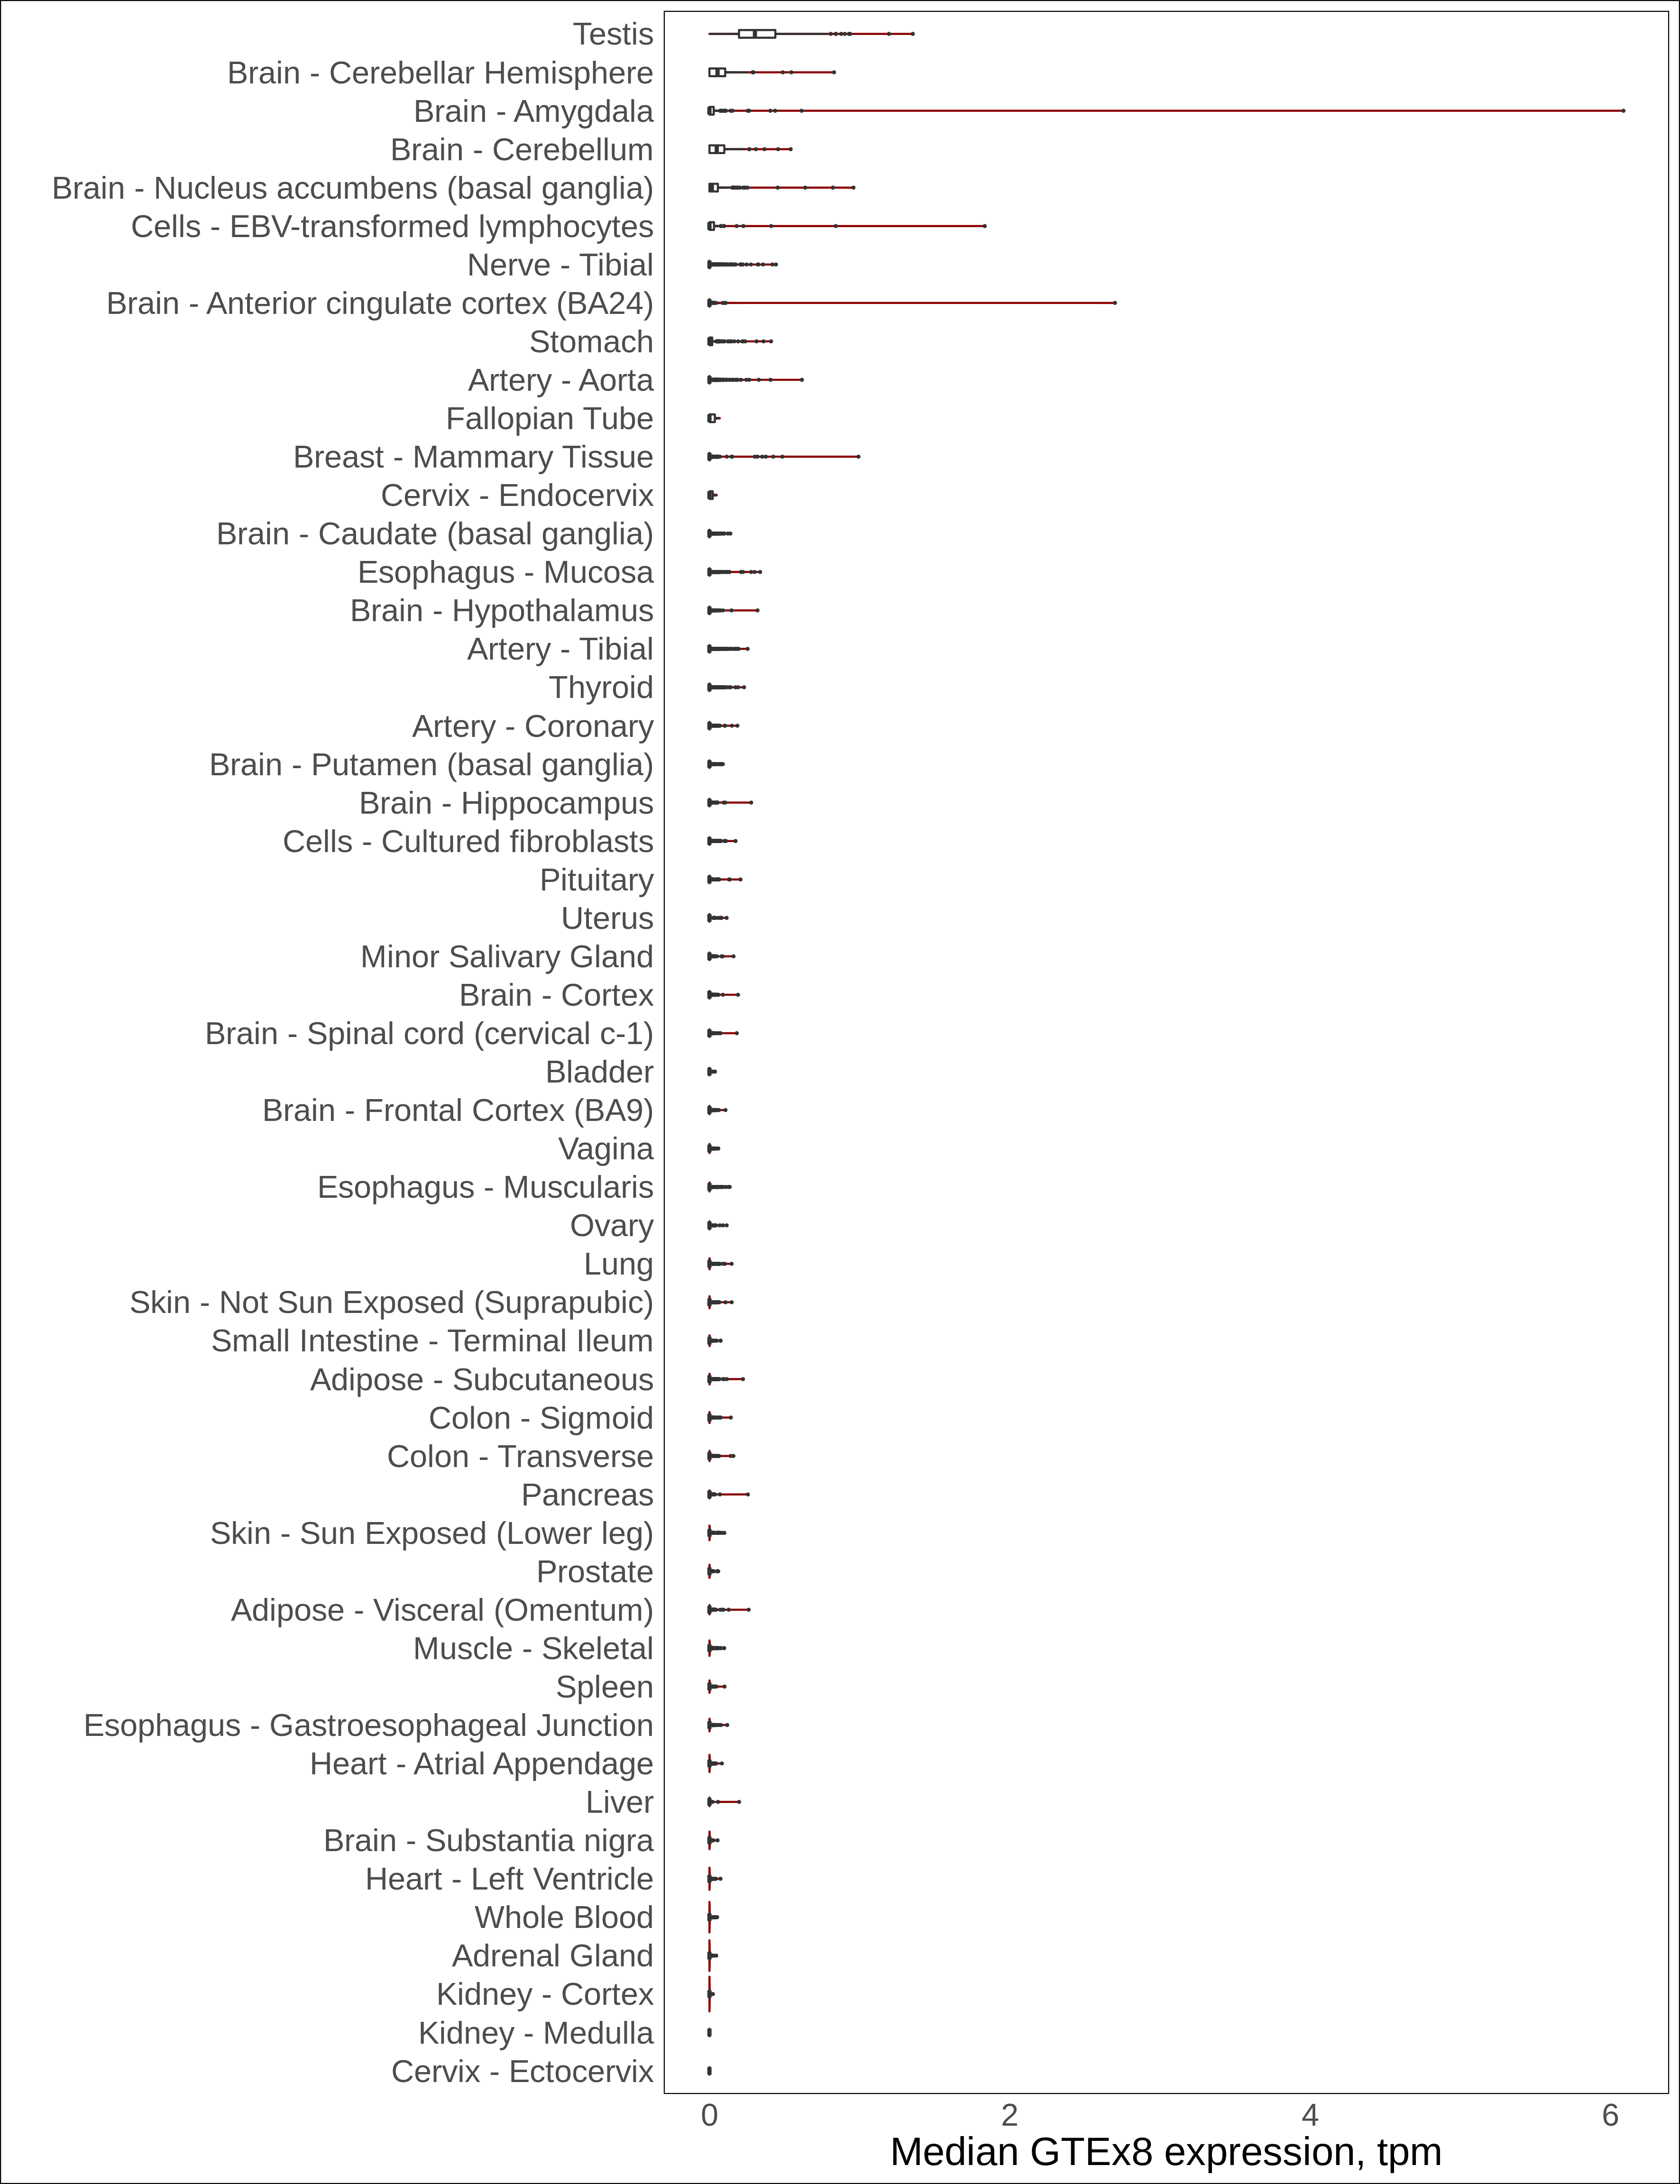 Testis
Brain - Cerebellar Hemisphere
Brain - Amygdala
Brain - Cerebellum
Brain - Nucleus accumbens (basal ganglia)
Cells - EBV-transformed lymphocytes
Nerve - Tibial
Brain - Anterior cingulate cortex (BA24)
Stomach
Artery - Aorta
Fallopian Tube
Breast - Mammary Tissue
Cervix - Endocervix
Brain - Caudate (basal ganglia)
Esophagus - Mucosa
Brain - Hypothalamus
Artery - Tibial
Thyroid
Artery - Coronary
Brain - Putamen (basal ganglia)
Brain - Hippocampus
Cells - Cultured fibroblasts
Pituitary
Uterus
Minor Salivary Gland
Brain - Cortex
Brain - Spinal cord (cervical c-1)
Bladder
Brain - Frontal Cortex (BA9)
Vagina
Esophagus - Muscularis
Ovary
Lung
Skin - Not Sun Exposed (Suprapubic)
Small Intestine - Terminal Ileum
Adipose - Subcutaneous
Colon - Sigmoid
Colon - Transverse
Pancreas
Skin - Sun Exposed (Lower leg)
Prostate
Adipose - Visceral (Omentum)
Muscle - Skeletal
Spleen
Esophagus - Gastroesophageal Junction
Heart - Atrial Appendage
Liver
Brain - Substantia nigra
Heart - Left Ventricle
Whole Blood
Adrenal Gland
Kidney - Cortex
Kidney - Medulla
Cervix - Ectocervix
0 2 4 6
Median GTEx8 expression, tpm